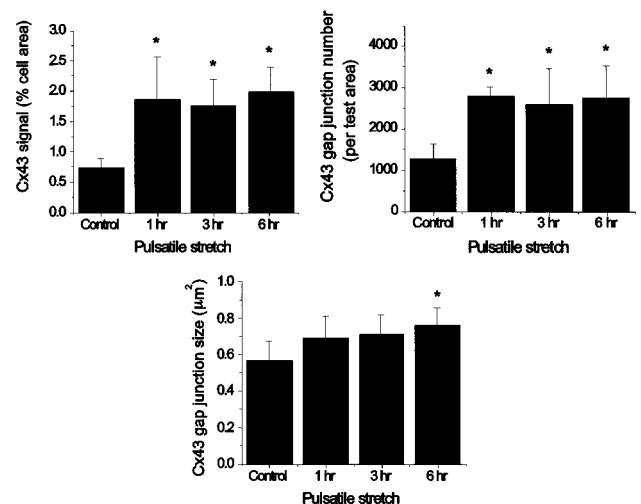 Cx43 signal (% cell area)
3.0
2.5
2.0
1.5
1.0
0.5
0.0
*
*
*
Control
1 hr
3 hr
6 hr
Pulsatile stretch
Cx43 gap junction number
(per test area)
4000
3000
2000
1000
0
*
*
*
Control
1 hr
3 hr
6 hr
Pulsatile stretch
Cx43 gap junction size (μm²)
1.0
0.8
0.6
0.4
0.2
0.0
*
Control
1 hr
3 hr
6 hr
Pulsatile stretch